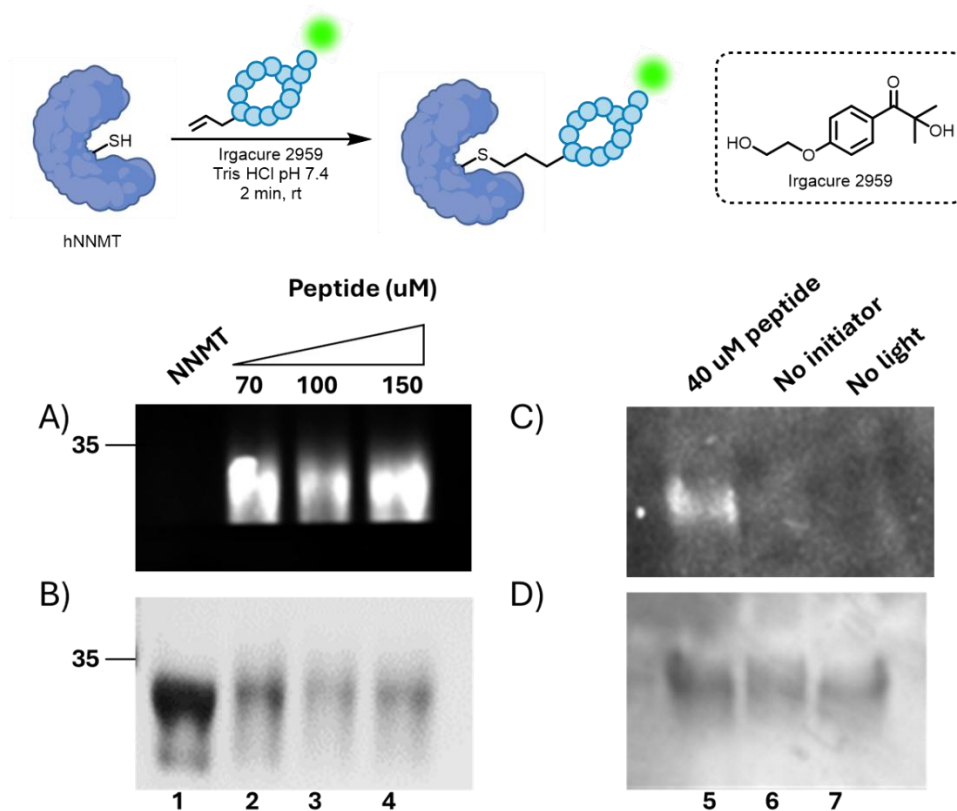 SH
Irgacure 2959
Tris HCl pH 7.4
2 min, rt
hNNMT
S
O
OH
HO
O
Irgacure 2959
Peptide (uM)
NNMT
70 100 150
40 uM peptide
No initiator
No light
A)
35
C)
B)
35
D)
1 2 3 4
5 6 7